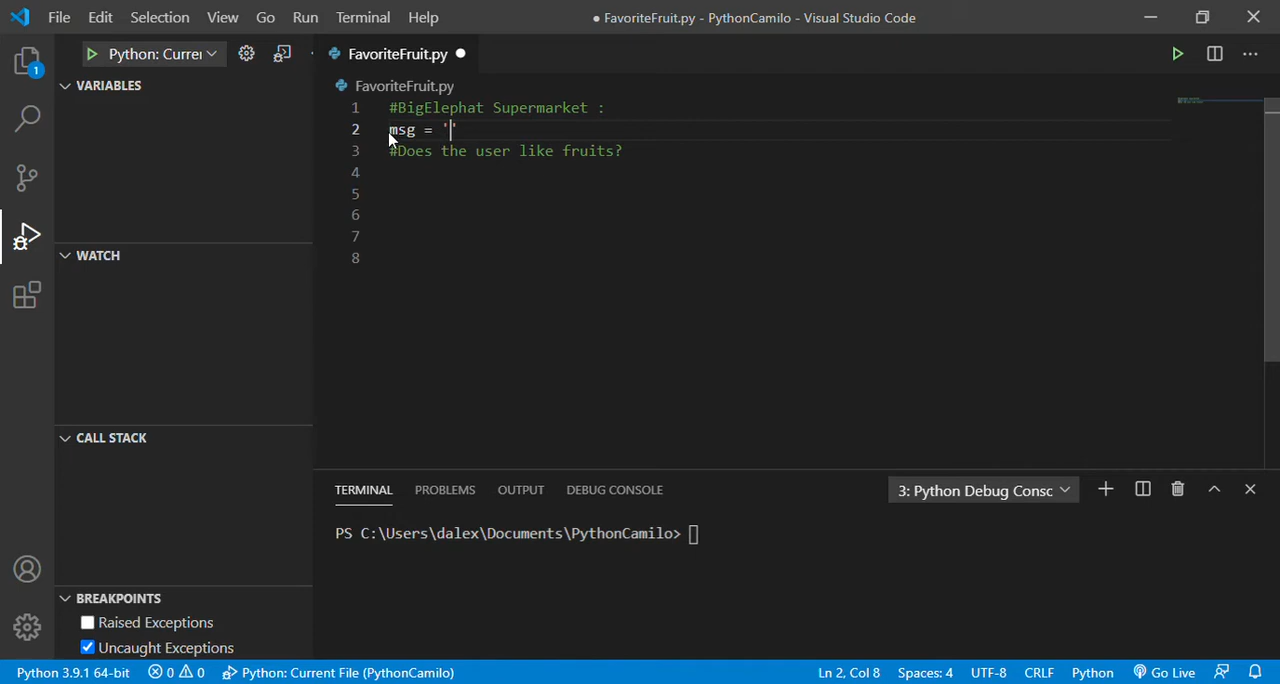 File Edit Selection View Go Run Terminal Help ● FavoriteFruit.py - PythonCamilo - Visual Studio Code
1
Python: Currer
FavoriteFruit.py ●
VARIABLES
FavoriteFruit.py
1 #BigElephat Supermarket :
2 msg = ''
3 #Does the user like fruits?
4
5
6
7
8
WATCH
CALL STACK
TERMINAL PROBLEMS OUTPUT DEBUG CONSOLE 3: Python Debug Consc
PS C:\Users\dalex\Documents\PythonCamilo>
BREAKPOINTS
Raised Exceptions
Uncaught Exceptions
Python 3.9.1 64-bit 0 0 Python: Current File (PythonCamilo) Ln 2, Col 8 Spaces: 4 UTF-8 CRLF Python Go Live